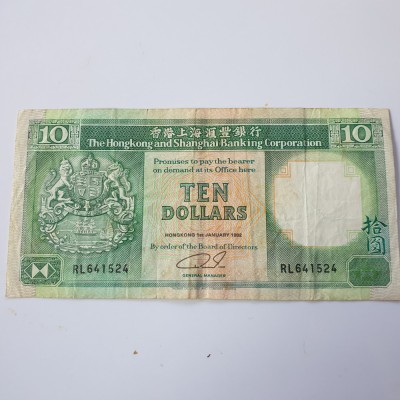 10 香港上海滙豐銀行 10
The Hongkong and Shanghai Banking Corporation
Promises to pay the bearer
on demand at its Office here
TEN
DOLLARS
HONGKONG 1st JANUARY
By order of the Board of Directors
GENERAL MANAGER
拾圓
RL641524 RL641524